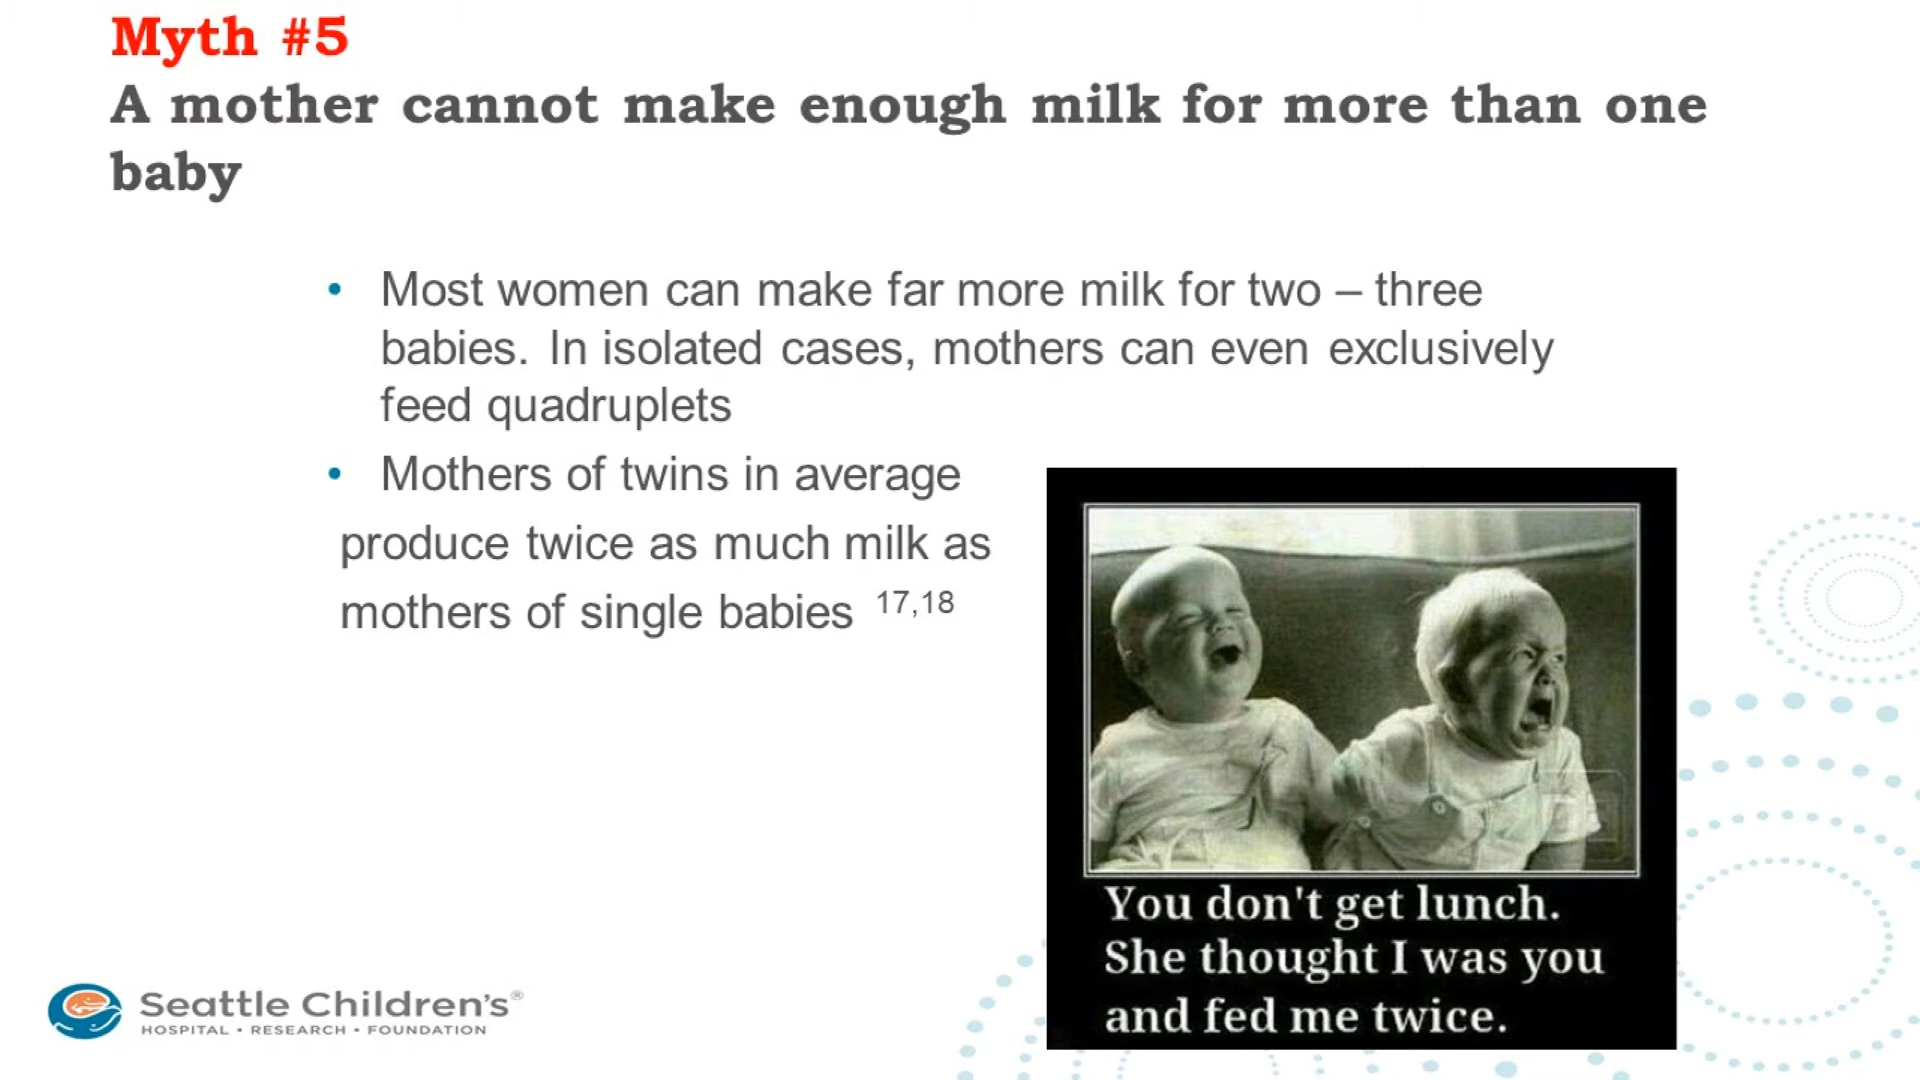 Myth #5
A mother cannot make enough milk for more than one
baby
• Most women can make far more milk for two – three
babies. In isolated cases, mothers can even exclusively
feed quadruplets
• Mothers of twins in average
produce twice as much milk as
mothers of single babies 17,18
You don't get lunch.
She thought I was you
and fed me twice.
Seattle Children's®
HOSPITAL • RESEARCH • FOUNDATION